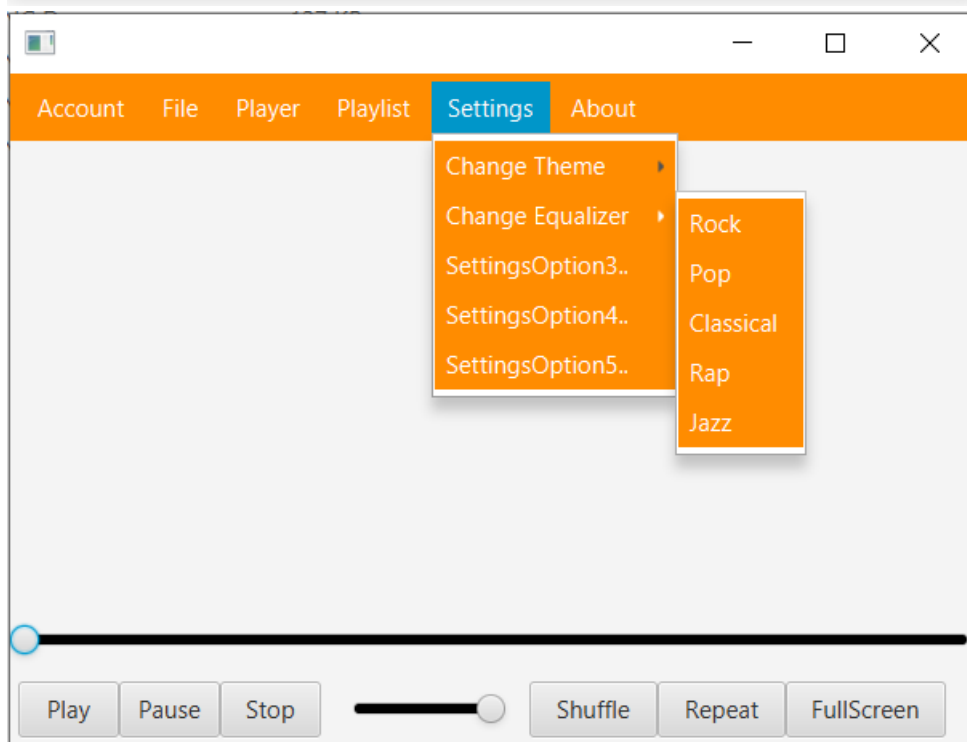 Account File Player Playlist Settings About
Change Theme
Change Equalizer
SettingsOption3..
SettingsOption4..
SettingsOption5..
Rock
Pop
Classical
Rap
Jazz
Play Pause Stop Shuffle Repeat FullScreen